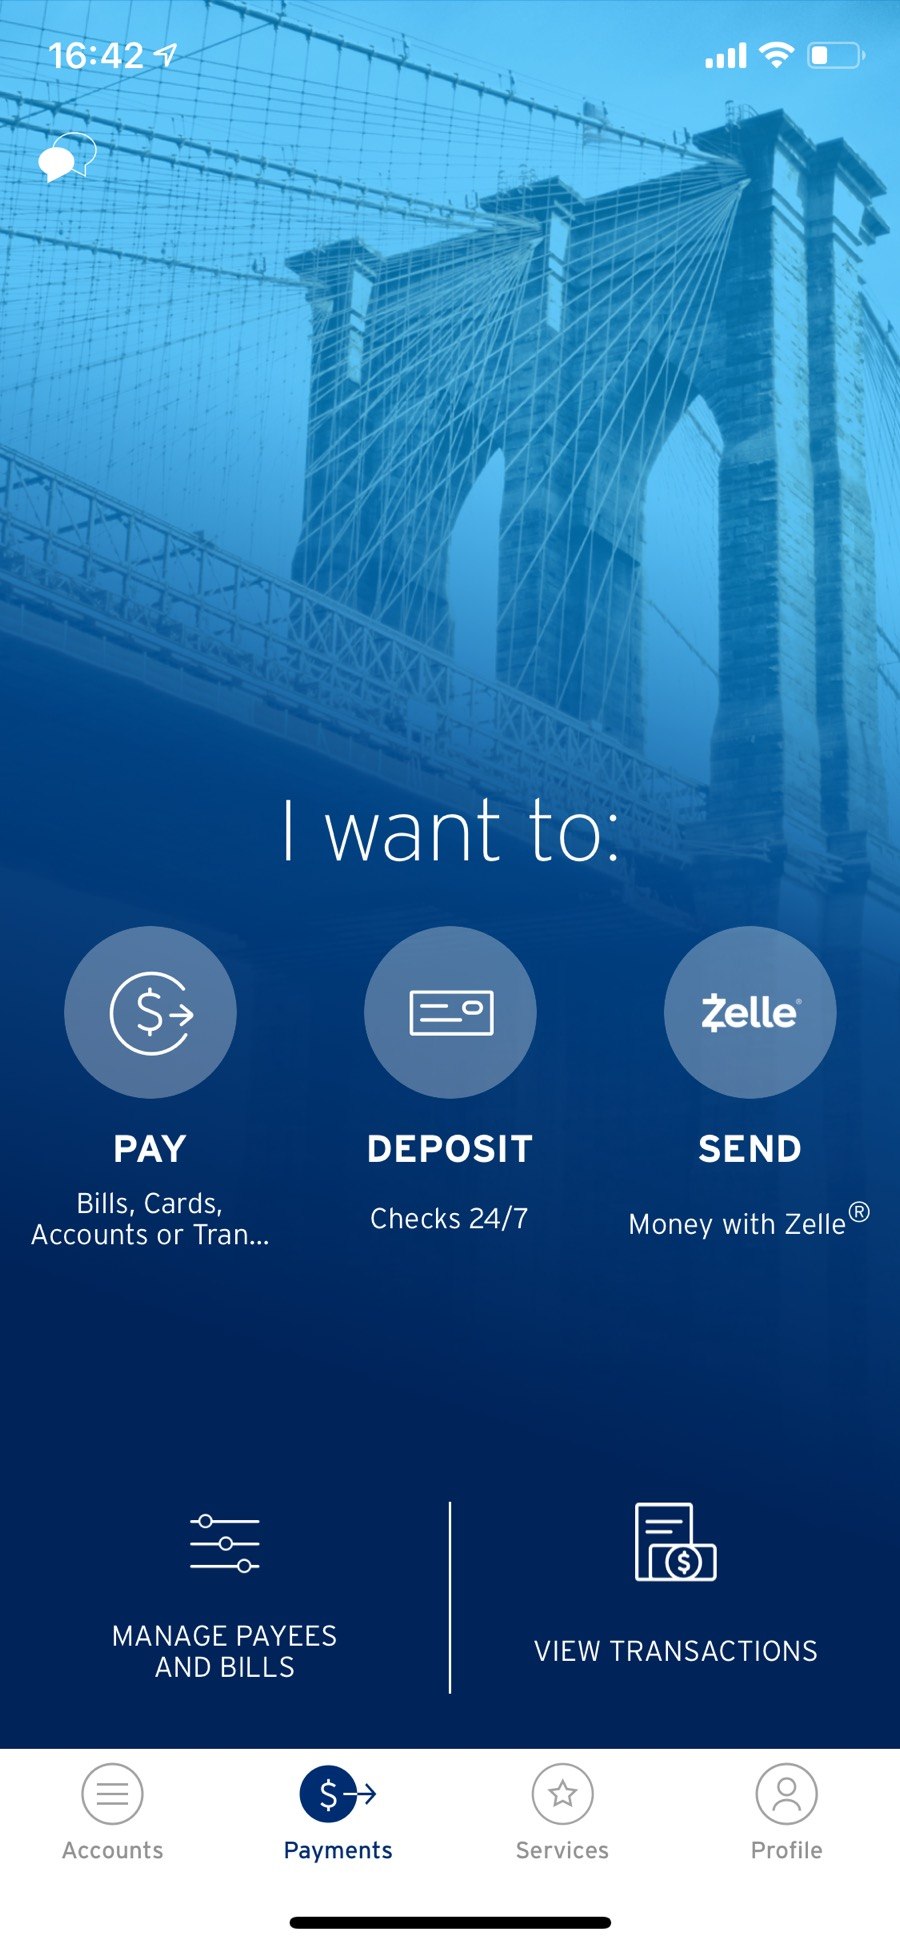 16:42
I want to:
Zelle®
PAY
Bills, Cards,
Accounts or Tran...
DEPOSIT
Checks 24/7
SEND
Money with Zelle®
MANAGE PAYEES
AND BILLS
VIEW TRANSACTIONS
Accounts
Payments
Services
Profile